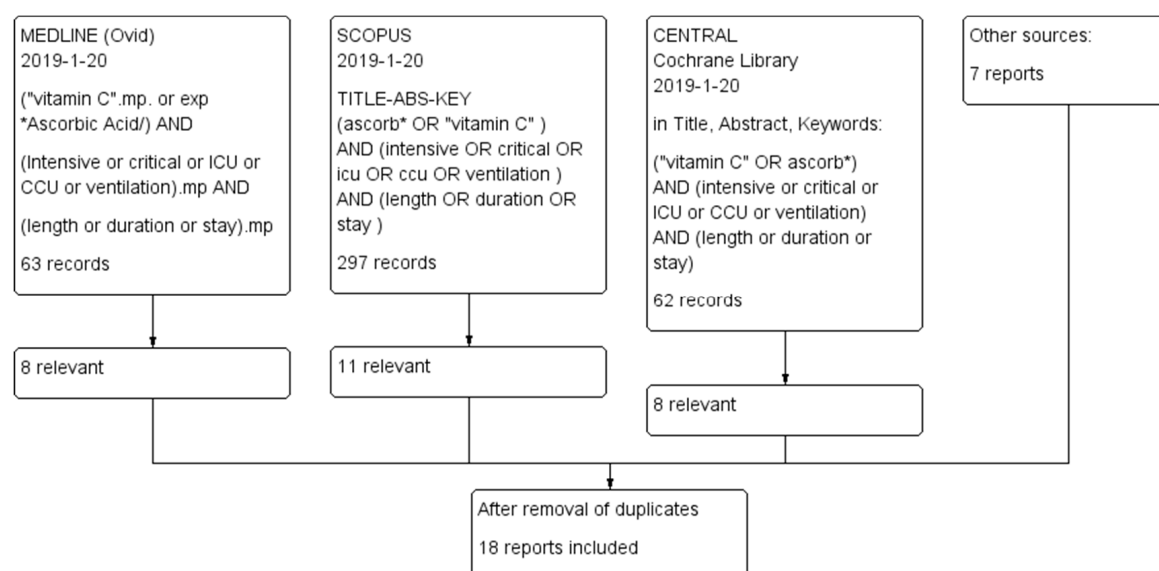 MEDLINE (Ovid)
2019-1-20
("vitamin C".mp. or exp
*Ascorbic Acid/) AND
(Intensive or critical or ICU or
CCU or ventilation).mp AND
(length or duration or stay).mp
63 records
SCOPUS
2019-1-20
TITLE-ABS-KEY
(ascorb* OR "vitamin C" )
AND (intensive OR critical OR
icu OR ccu OR ventilation )
AND (length OR duration OR
stay )
297 records
CENTRAL
Cochrane Library
2019-1-20
in Title, Abstract, Keywords:
("vitamin C" OR ascorb*)
AND (intensive or critical or
ICU or CCU or ventilation)
AND (length or duration or
stay)
62 records
Other sources:
7 reports
8 relevant
11 relevant
8 relevant
After removal of duplicates
18 reports included